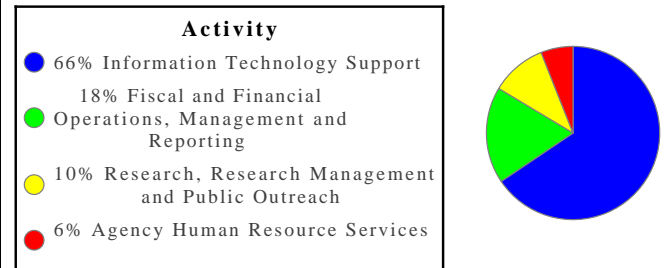 Activity
66% Information Technology Support
18% Fiscal and Financial
Operations, Management and
Reporting
10% Research, Research Management
and Public Outreach
6% Agency Human Resource Services